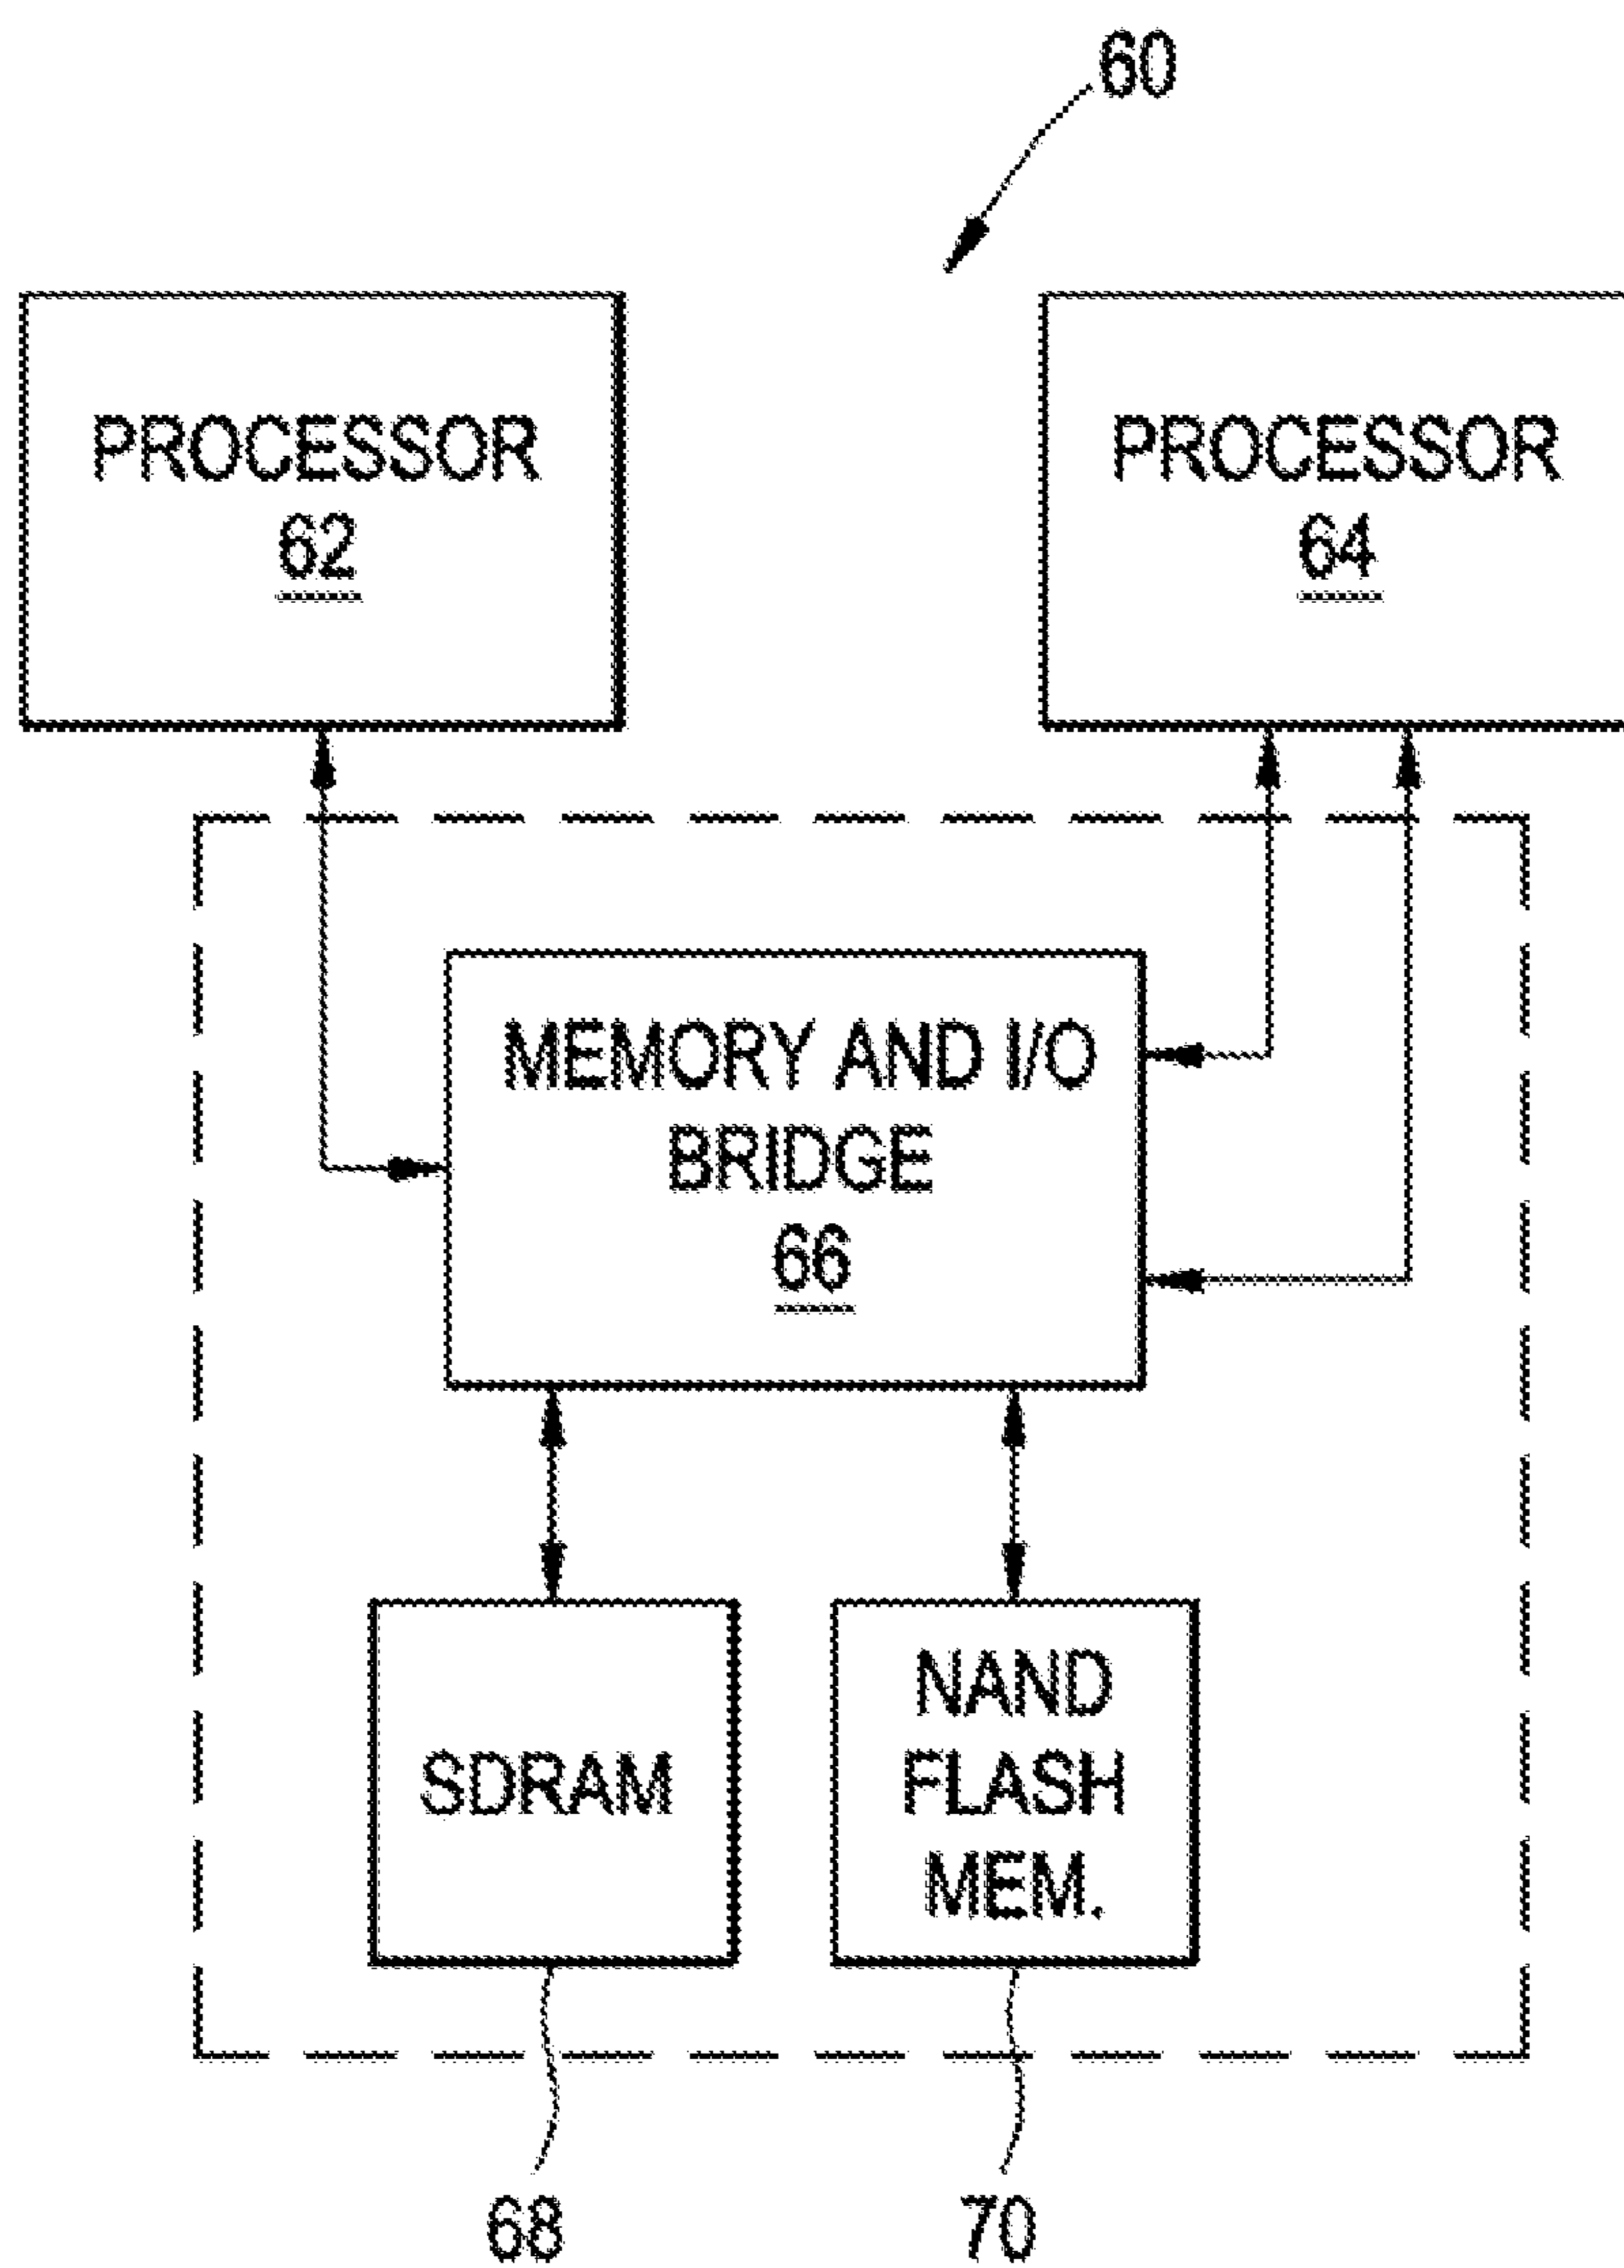 60
PROCESSOR
62
PROCESSOR
64
MEMORY AND I/O
BRIDGE
66
SDRAM
NAND
FLASH
MEM.
68
70